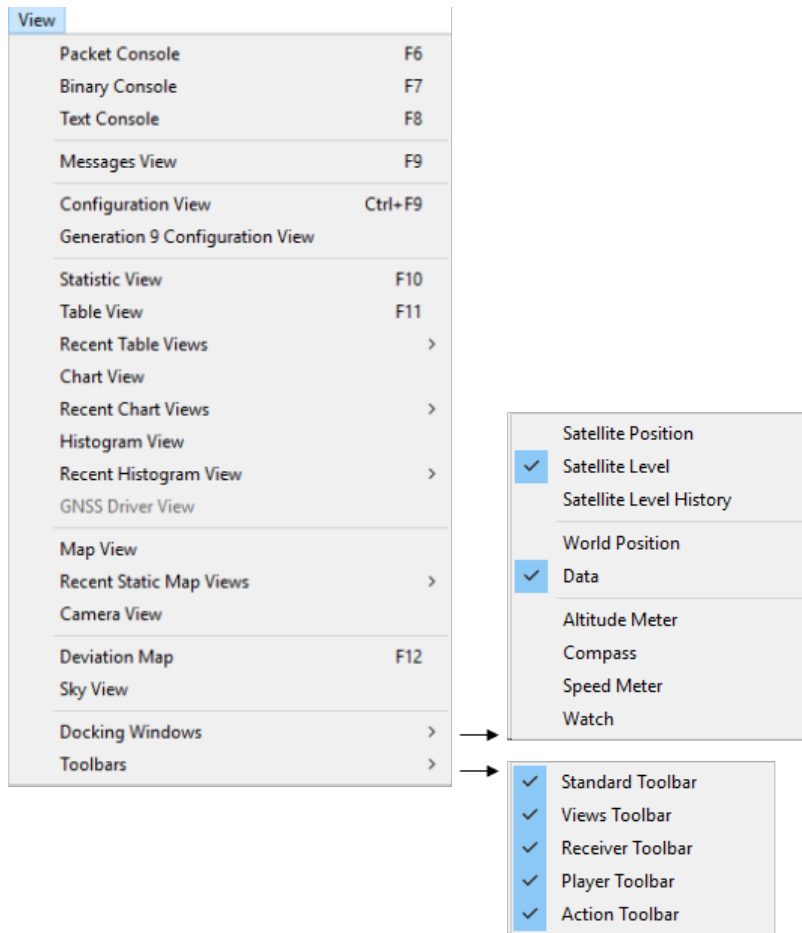 View
Packet Console F6
Binary Console F7
Text Console F8
Messages View F9
Configuration View Ctrl+F9
Generation 9 Configuration View
Statistic View F10
Table View F11
Recent Table Views
Chart View
Recent Chart Views
Histogram View
Recent Histogram View
GNSS Driver View
Map View
Recent Static Map Views
Camera View
Deviation Map F12
Sky View
Docking Windows
Toolbars
Satellite Position
Satellite Level
Satellite Level History
World Position
Data
Altitude Meter
Compass
Speed Meter
Watch
Standard Toolbar
Views Toolbar
Receiver Toolbar
Player Toolbar
Action Toolbar